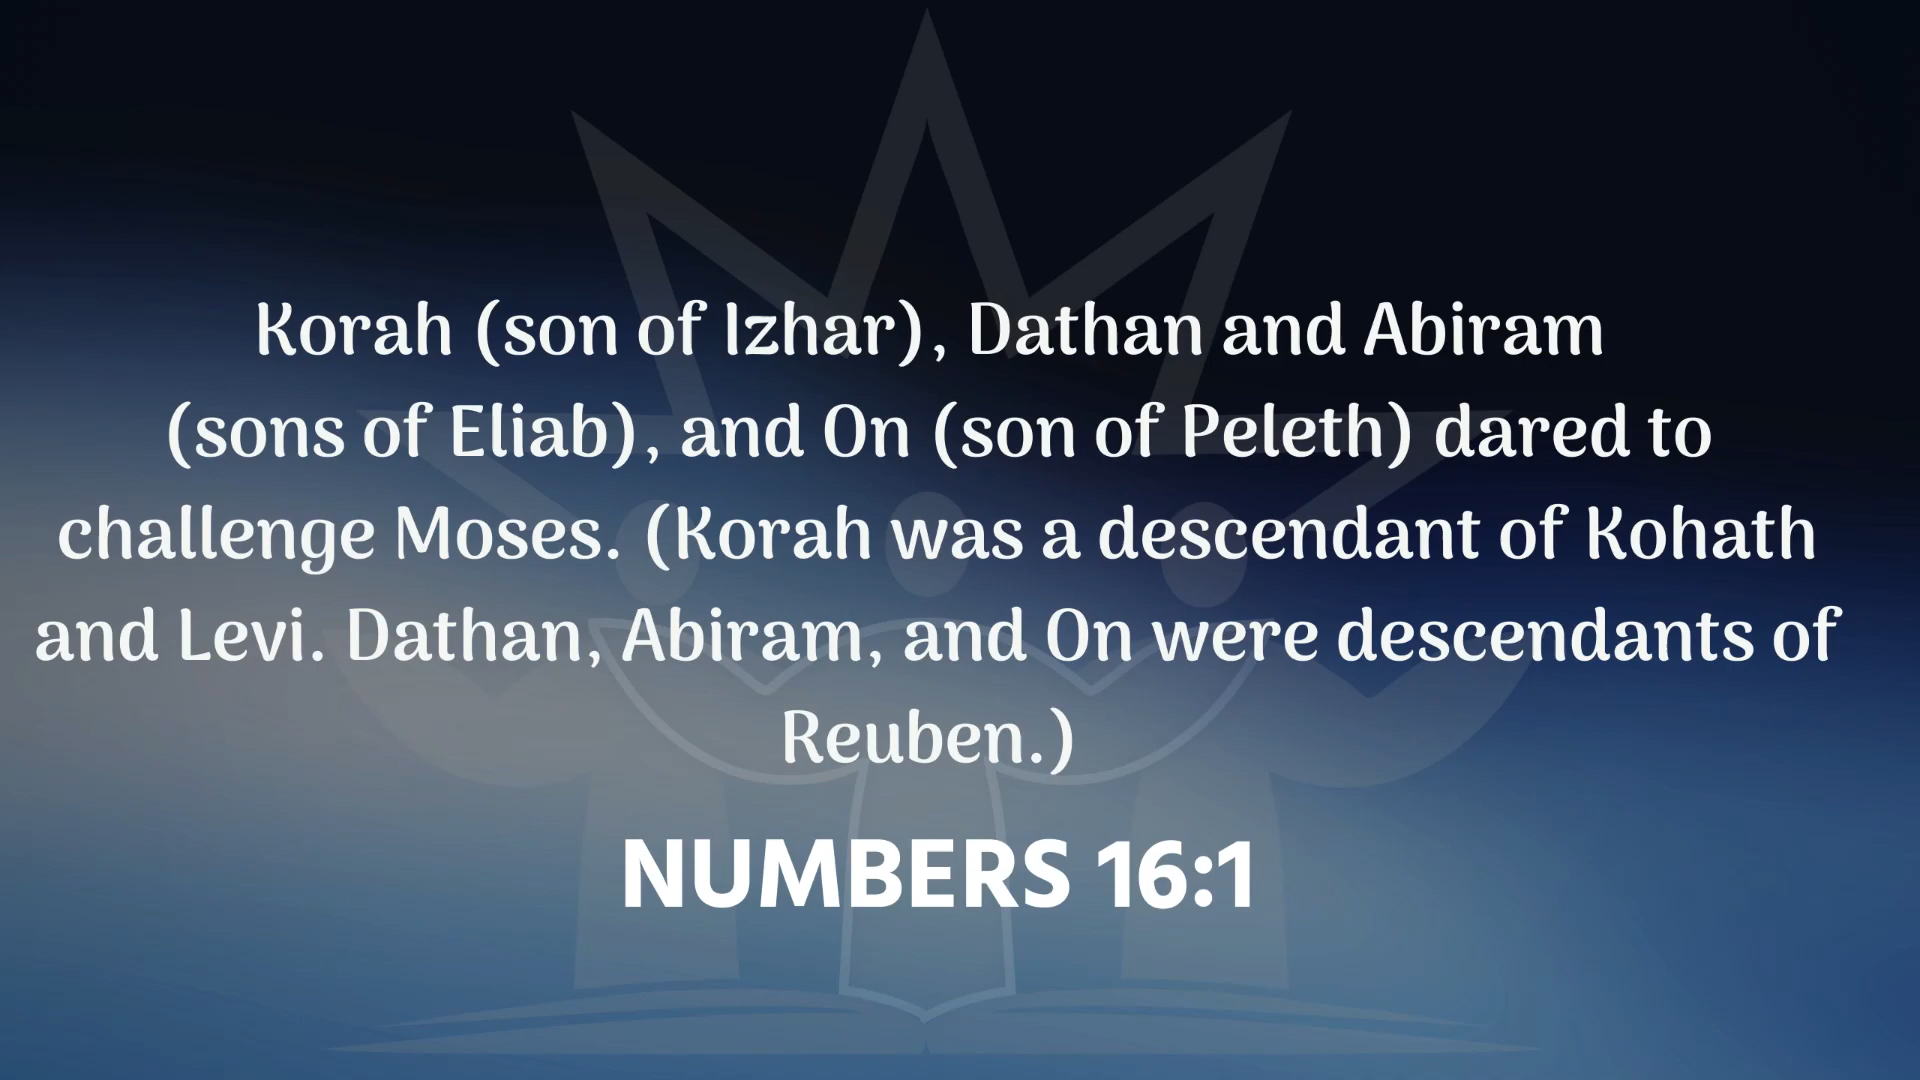 Korah (son of Izhar), Dathan and Abiram
(sons of Eliab), and On (son of Peleth) dared to
challenge Moses. (Korah was a descendant of Kohath
and Levi. Dathan, Abiram, and On were descendants of
Reuben.)
NUMBERS 16:1